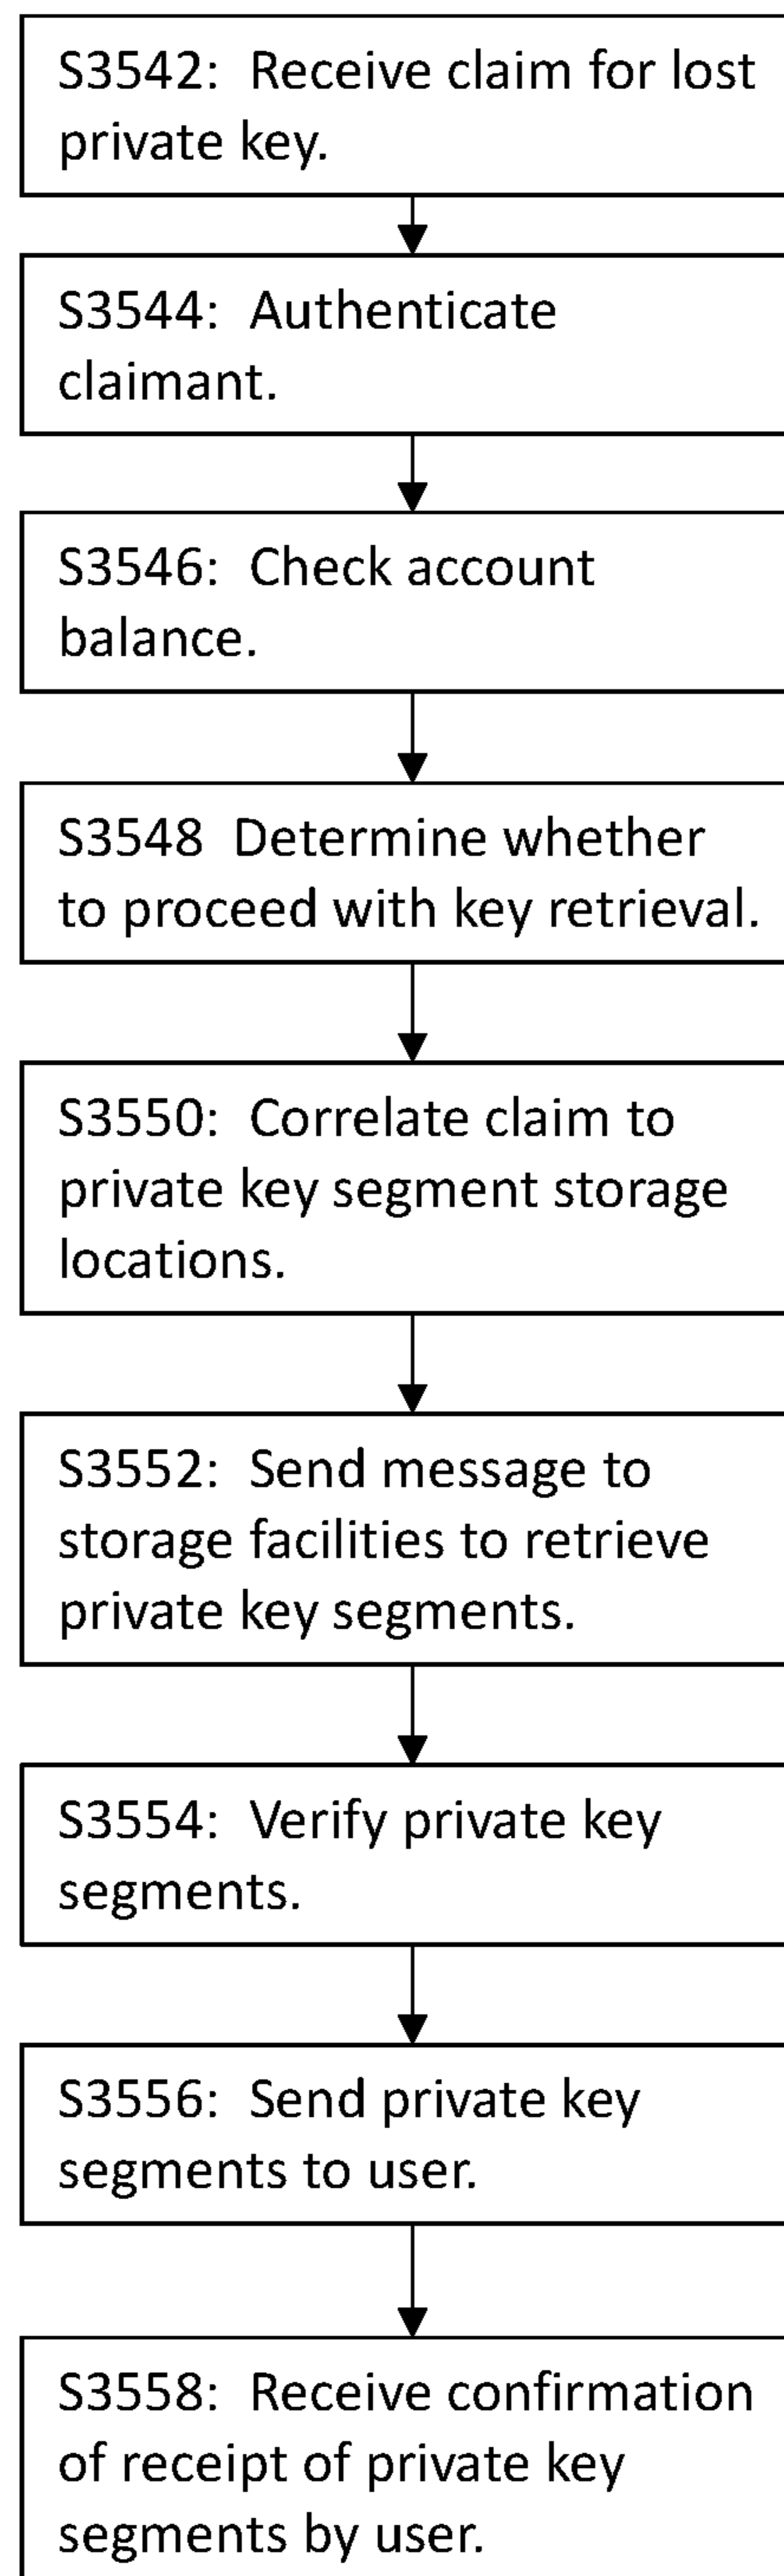 S3542: Receive claim for lost
private key.
S3544: Authenticate
claimant.
S3546: Check account
balance.
S3548 Determine whether
to proceed with key retrieval.
S3550: Correlate claim to
private key segment storage
locations.
S3552: Send message to
storage facilities to retrieve
private key segments.
S3554: Verify private key
segments.
S3556: Send private key
segments to user.
S3558: Receive confirmation
of receipt of private key
segments by user.